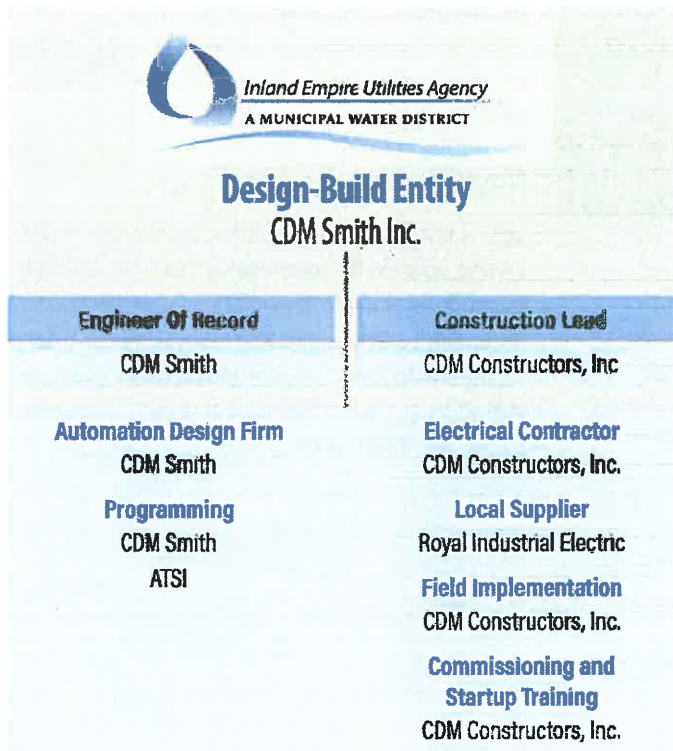 Inland Empire Utilities Agency
A MUNICIPAL WATER DISTRICT
Design-Build Entity
CDM Smith Inc.
Engineer Of Record
CDM Smith
Automation Design Firm
CDM Smith
Programming
CDM Smith
ATSI
Construction Lead
CDM Constructors, Inc
Electrical Contractor
CDM Constructors, Inc.
Local Supplier
Royal Industrial Electric
Field Implementation
CDM Constructors, Inc.
Commissioning and
Startup Training
CDM Constructors, Inc.